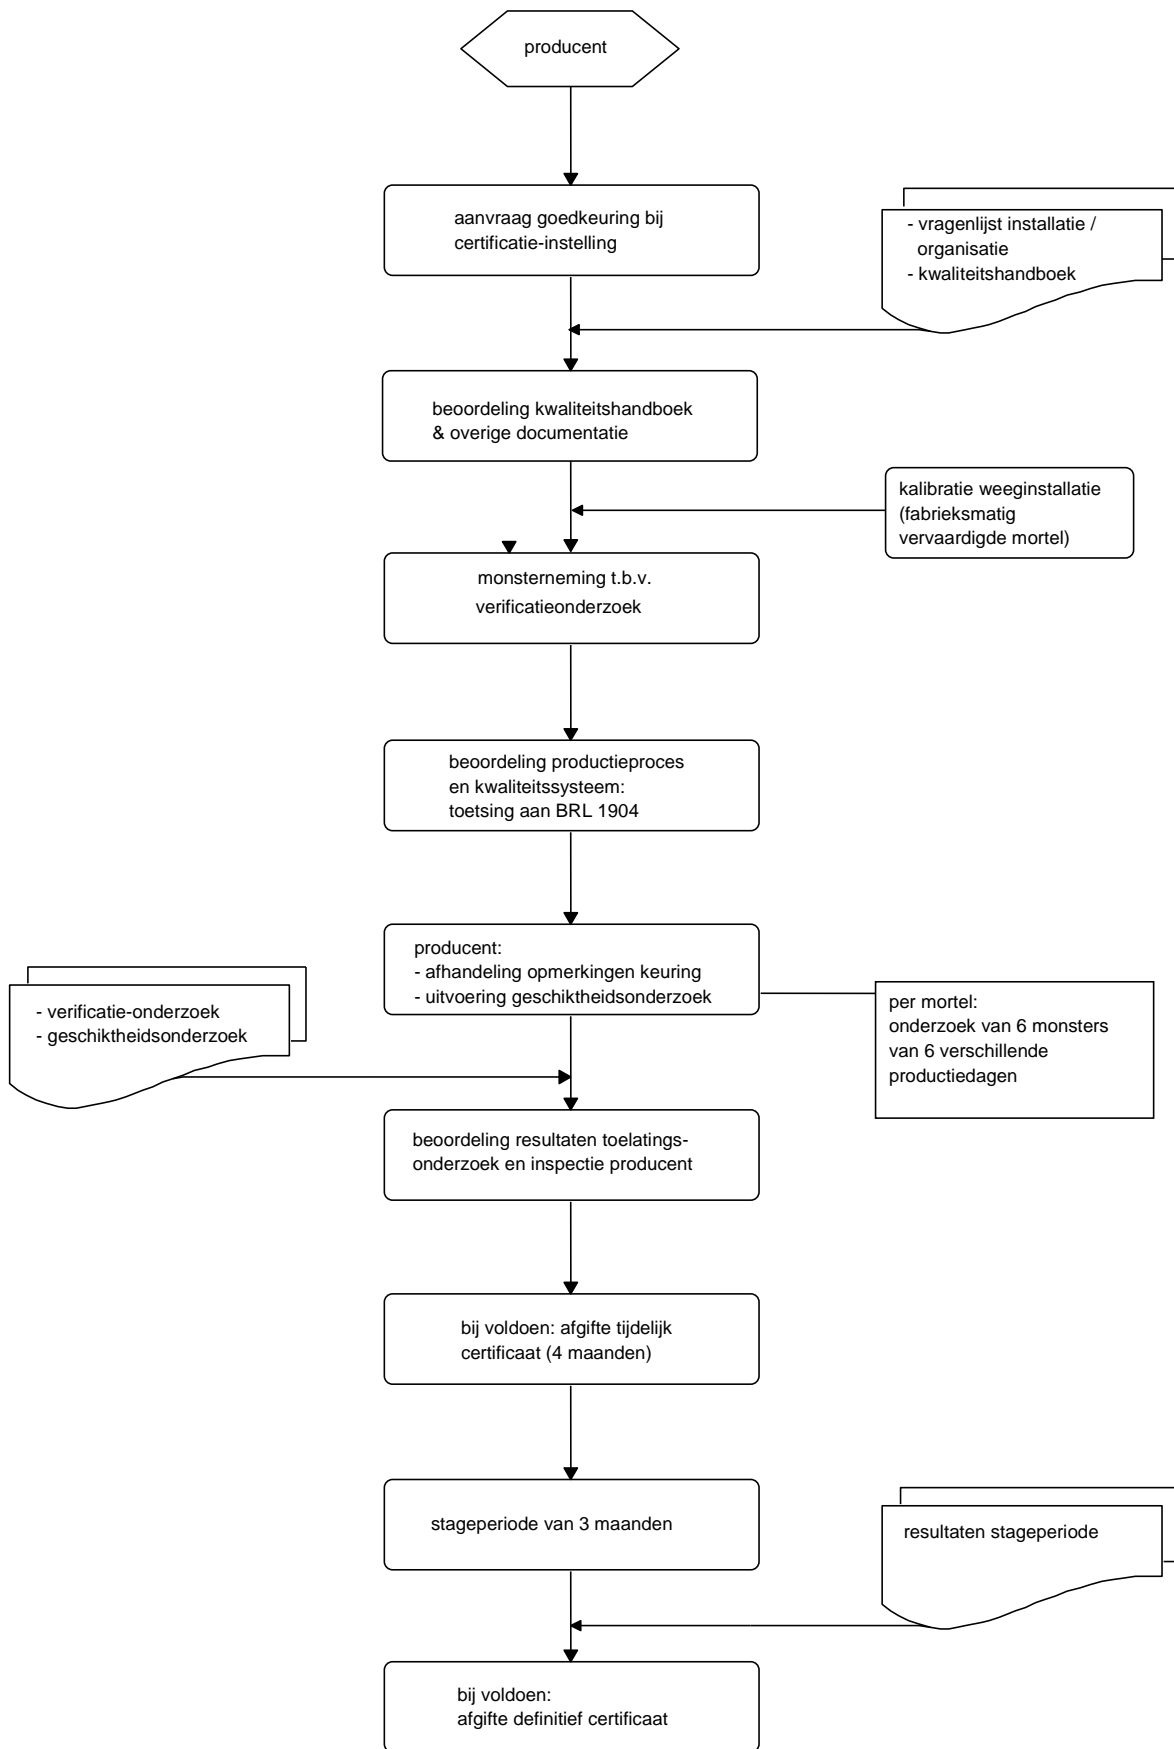 producent
aanvraag goedkeuring bij
certificatie-instelling
- vragenlijst installatie /
organisatie
- kwaliteitshandboek
beoordeling kwaliteitshandboek
& overige documentatie
kalibratie weeginstallatie
(fabrieksmatig
vervaardigde mortel)
monsterneming t.b.v.
verificatieonderzoek
beoordeling productieproces
en kwaliteitssysteem:
toetsing aan BRL 1904
producent:
- afhandeling opmerkingen keuring
- uitvoering geschiktheidsonderzoek
- verificatie-onderzoek
- geschiktheidsonderzoek
per mortel:
onderzoek van 6 monsters
van 6 verschillende
productiedagen
beoordeling resultaten toelatings-
onderzoek en inspectie producent
bij voldoen: afgifte tijdelijk
certificaat (4 maanden)
stageperiode van 3 maanden
resultaten stageperiode
bij voldoen:
afgifte definitief certificaat